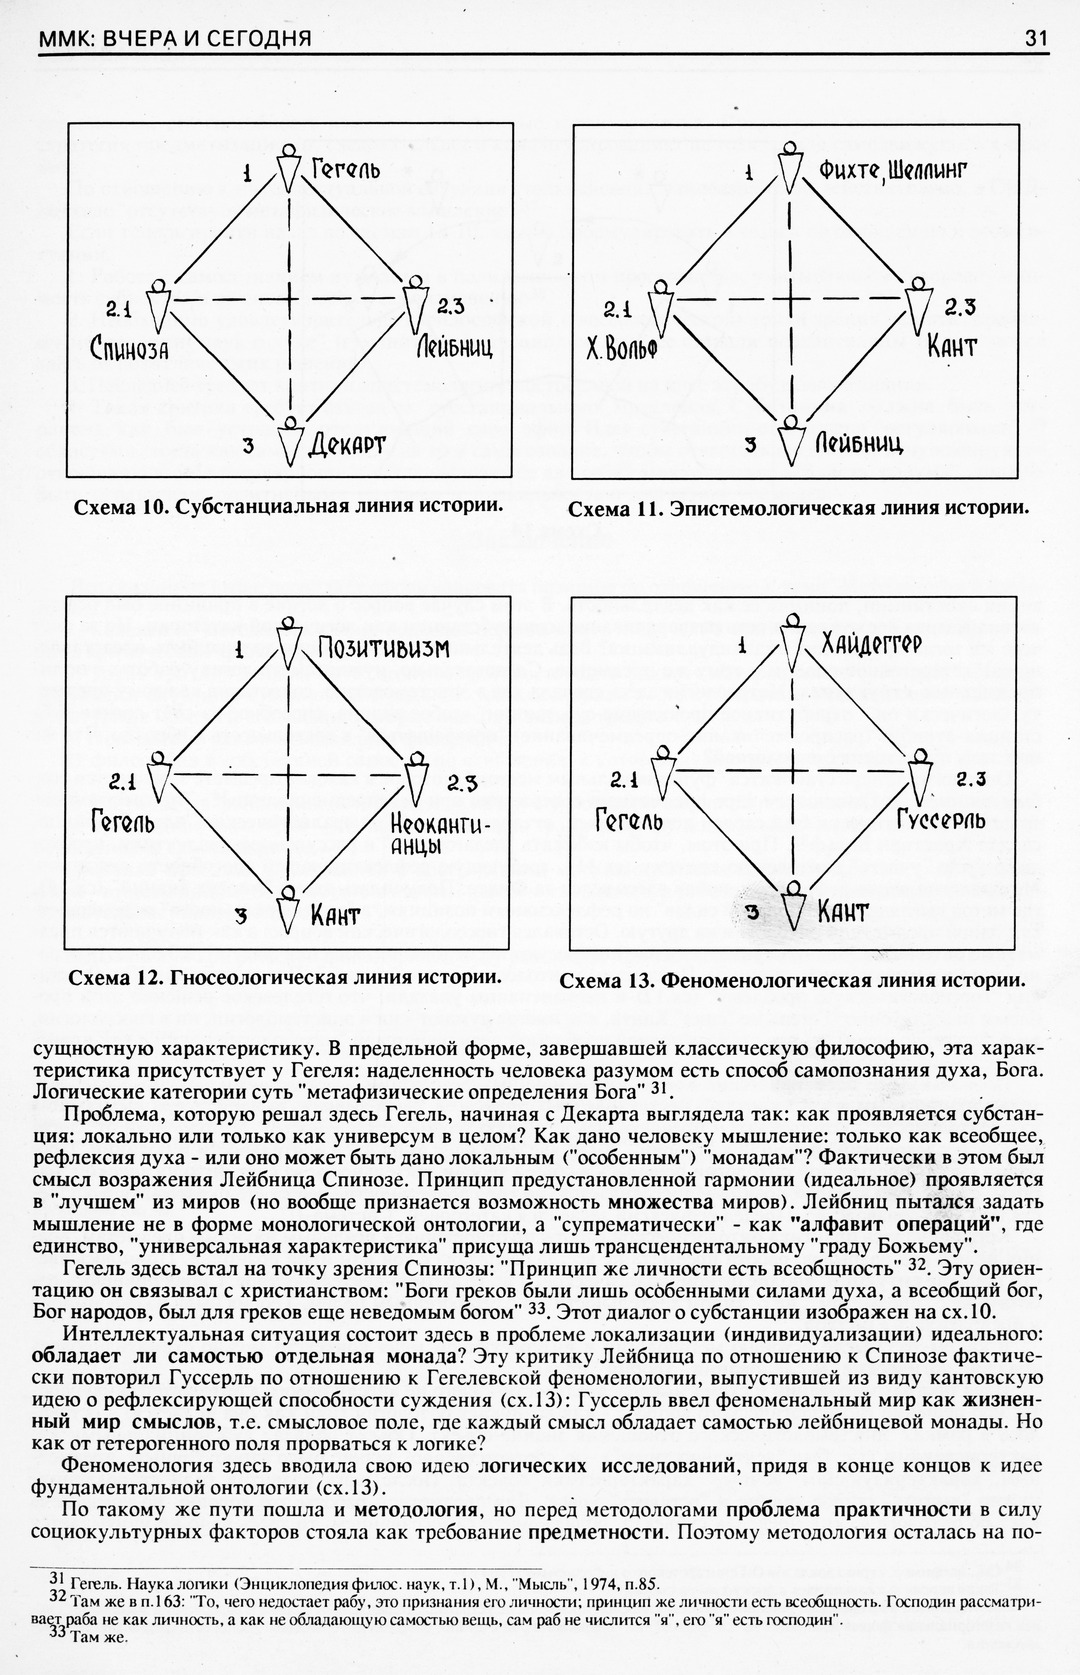 ММК: ВЧЕРА И СЕГОДНЯ 31
1 Гегель
2.1 2.3
Спиноза Лейбниц
3 Декарт
Схема 10. Субстанциальная линия истории.
1 Фихте, Шеллинг
2.1 2.3
Х. Вольф Кант
3 Лейбниц
Схема 11. Эпистемологическая линия истории.
1 Позитивизм
2.1 2.3
Гегель Неоканти-
анцы
3 Кант
Схема 12. Гносеологическая линия истории.
1 Хайдеггер
2.1 2.3
Гегель Гуссерль
3 Кант
Схема 13. Феноменологическая линия истории.
сущностную характеристику. В предельной форме, завершавшей классическую философию, эта харак-
теристика присутствует у Гегеля: наделенность человека разумом есть способ самопознания духа, Бога.
Логические категории суть "метафизические определения Бога" 31.
Проблема, которую решал здесь Гегель, начиная с Декарта выглядела так: как проявляется субстан-
ция: локально или только как универсум в целом? Как дано человеку мышление: только как всеобщее,
рефлексия духа - или оно может быть дано локальным ("особенным") "монадам"? Фактически в этом был
смысл возражения Лейбница Спинозе. Принцип предустановленной гармонии (идеальное) проявляется
в "лучшем" из миров (но вообще признается возможность множества миров). Лейбниц пытался задать
мышление не в форме монологической онтологии, а "супрематически" - как "алфавит операций", где
единство, "универсальная характеристика" присуща лишь трансцендентальному "граду Божьему".
Гегель здесь встал на точку зрения Спинозы: "Принцип же личности есть всеобщность" 32. Эту ориен-
тацию он связывал с христианством: "Боги греков были лишь особенными силами духа, а всеобщий бог,
Бог народов, был для греков еще неведомым богом" 33. Этот диалог о субстанции изображен на сх.10.
Интеллектуальная ситуация состоит здесь в проблеме локализации (индивидуализации) идеального:
обладает ли самостью отдельная монада? Эту критику Лейбница по отношению к Спинозе фактиче-
ски повторил Гуссерль по отношению к Гегелевской феноменологии, выпустившей из виду кантовскую
идею о рефлексирующей способности суждения (сх.13): Гуссерль ввел феноменальный мир как жизнен-
ный мир смыслов, т.е. смысловое поле, где каждый смысл обладает самостью лейбницевой монады. Но
как от гетерогенного поля прорваться к логике?
Феноменология здесь вводила свою идею логических исследований, придя в конце концов к идее
фундаментальной онтологии (сх.13).
По такому же пути пошла и методология, но перед методологами проблема практичности в силу
социокультурных факторов стояла как требование предметности. Поэтому методология осталась на по-
31 Гегель. Наука логики (Энциклопедия филос. наук, т.1), М., "Мысль", 1974, п.85.
32 Там же в п.163: "То, чего недостает рабу, это признания его личности; принцип же личности есть всеобщность. Господин рассматри-
вает раба не как личность, а как не обладающую самостью вещь, сам раб не числится "я", его "я" есть господин".
33 Там же.